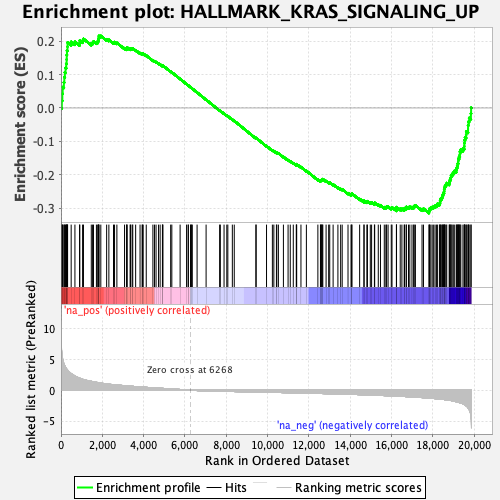 Enrichment plot: HALLMARK_KRAS_SIGNALING_UP
Enrichment score (ES)
0.2
0.1
0.0
-0.1
-0.2
-0.3
'na_pos' (positively correlated)
Ranked list metric (PreRanked)
10
5
0
-5
Zero cross at 6268
'na_neg' (negatively correlated)
0
2,000
4,000
6,000
8,000
10,000
12,000
14,000
16,000
18,000
20,000
Rank in Ordered Dataset
Enrichment profile
Hits
Ranking metric scores